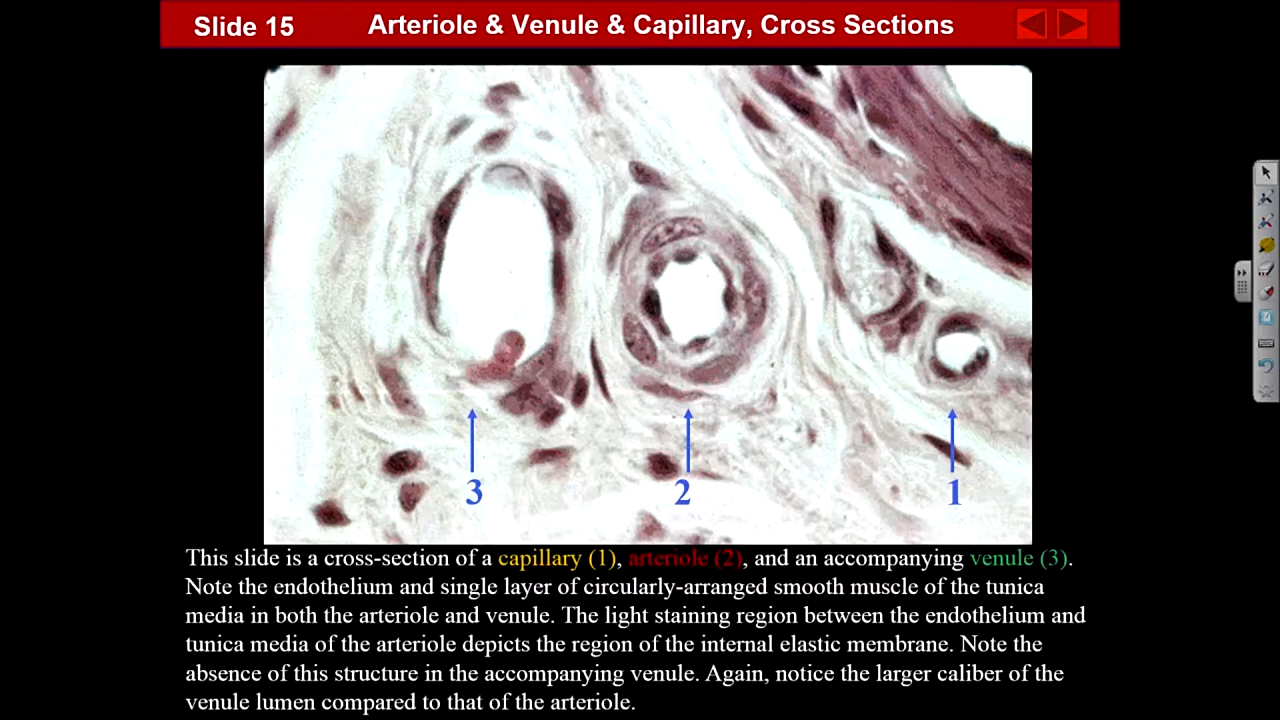 Slide 15
Arteriole & Venule & Capillary, Cross Sections
3
2
1
This slide is a cross-section of a capillary (1), arteriole (2), and an accompanying venule (3).
Note the endothelium and single layer of circularly-arranged smooth muscle of the tunica
media in both the arteriole and venule. The light staining region between the endothelium and
tunica media of the arteriole depicts the region of the internal elastic membrane. Note the
absence of this structure in the accompanying venule. Again, notice the larger caliber of the
venule lumen compared to that of the arteriole.